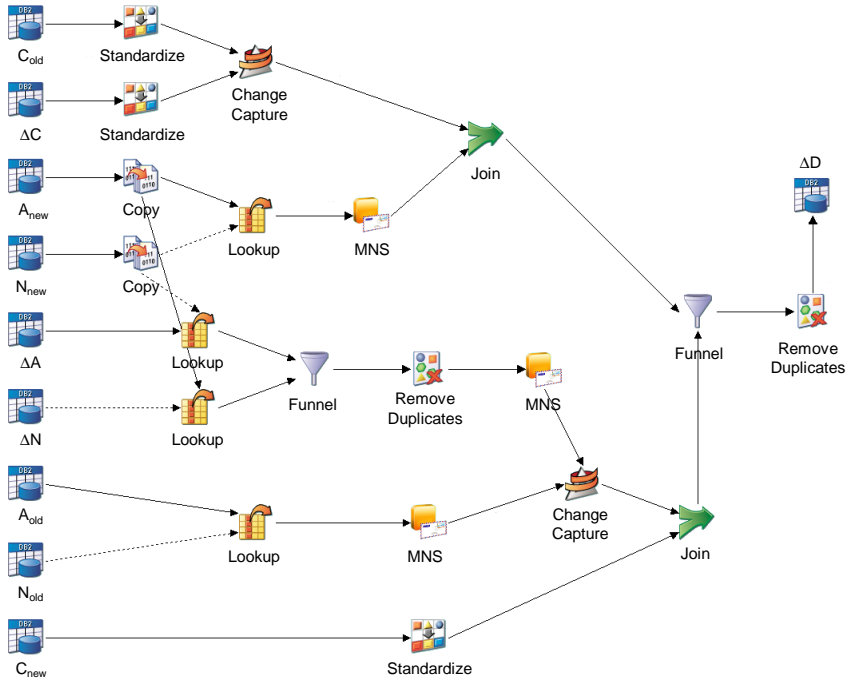 DB2
C_old
Standardize
DB2
ΔC
Standardize
Change
Capture
DB2
A_new
Copy
Lookup
MNS
Join
ΔD
DB2
DB2
N_new
Copy
DB2
ΔA
Lookup
Funnel
Remove
Duplicates
MNS
Funnel
Remove
Duplicates
DB2
ΔN
Lookup
DB2
A_old
Lookup
MNS
Change
Capture
Join
DB2
N_old
DB2
C_new
Standardize